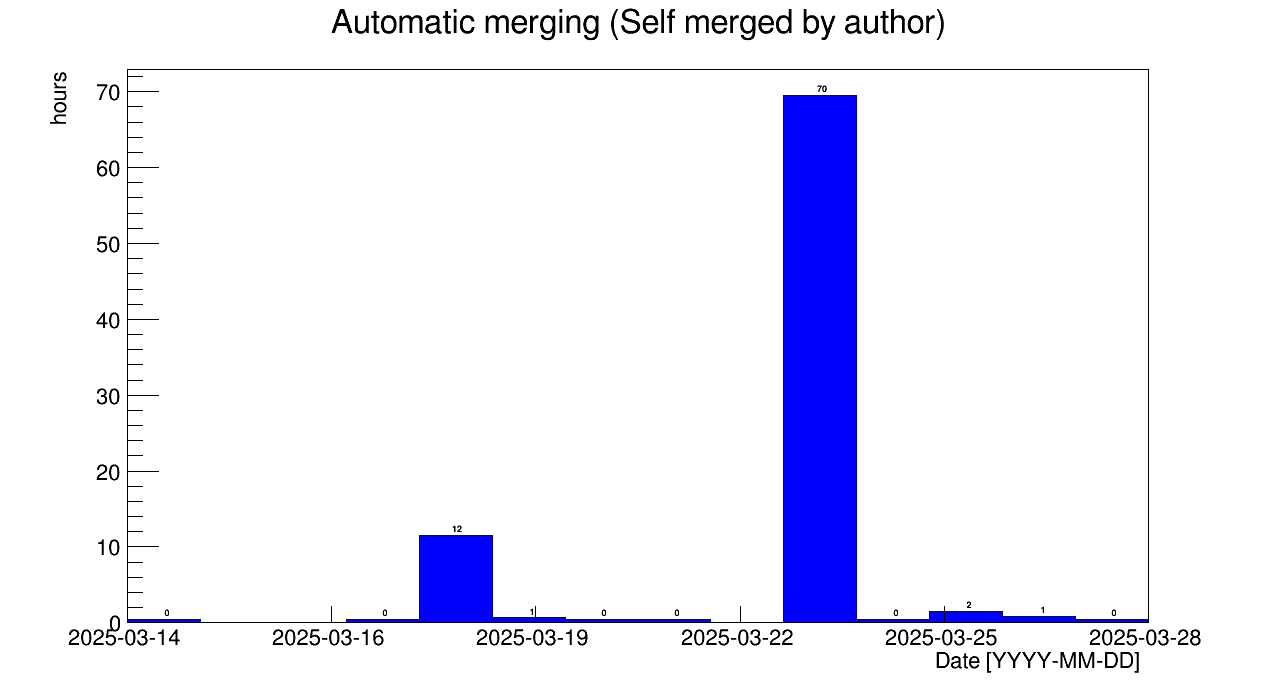 Automatic merging (Self merged by author)
hours
70
60
50
40
30
20
10
0
0 0 12 1 0 0 70 0 2 1 0
2025-03-14 2025-03-16 2025-03-19 2025-03-22 2025-03-25 2025-03-28
Date [YYYY-MM-DD]